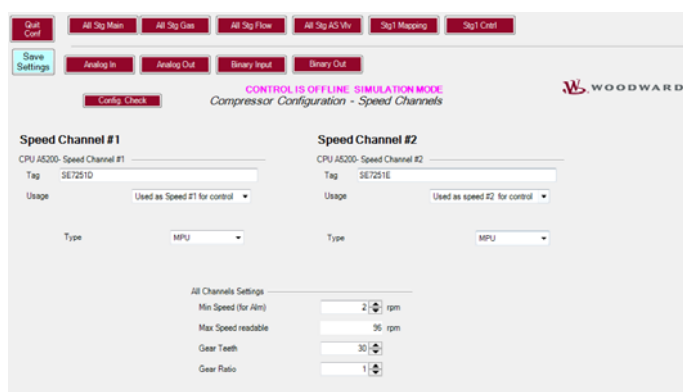 Quit Conf
All Stg Main
All Stg Gas
All Stg Flow
All Stg AS Vlv
Stg1 Mapping
Stg1 Cntrl
Save Settings
Analog In
Analog Out
Binary Input
Binary Out
CONTROL IS OFFLINE SIMULATION MODE
Config. Check
Compressor Configuration - Speed Channels
WOODWARD
Speed Channel #1
Speed Channel #2
CPU A5200- Speed Channel #1
CPU A5200- Speed Channel #2
Tag SE7251D
Tag SE7251E
Usage Used as Speed #1 for control
Usage Used as speed #2 for control
Type MPU
Type MPU
All Channels Settings
Min Speed (for Alm) 2 rpm
Max Speed readable 96 rpm
Gear Teeth 30
Gear Ratio 1